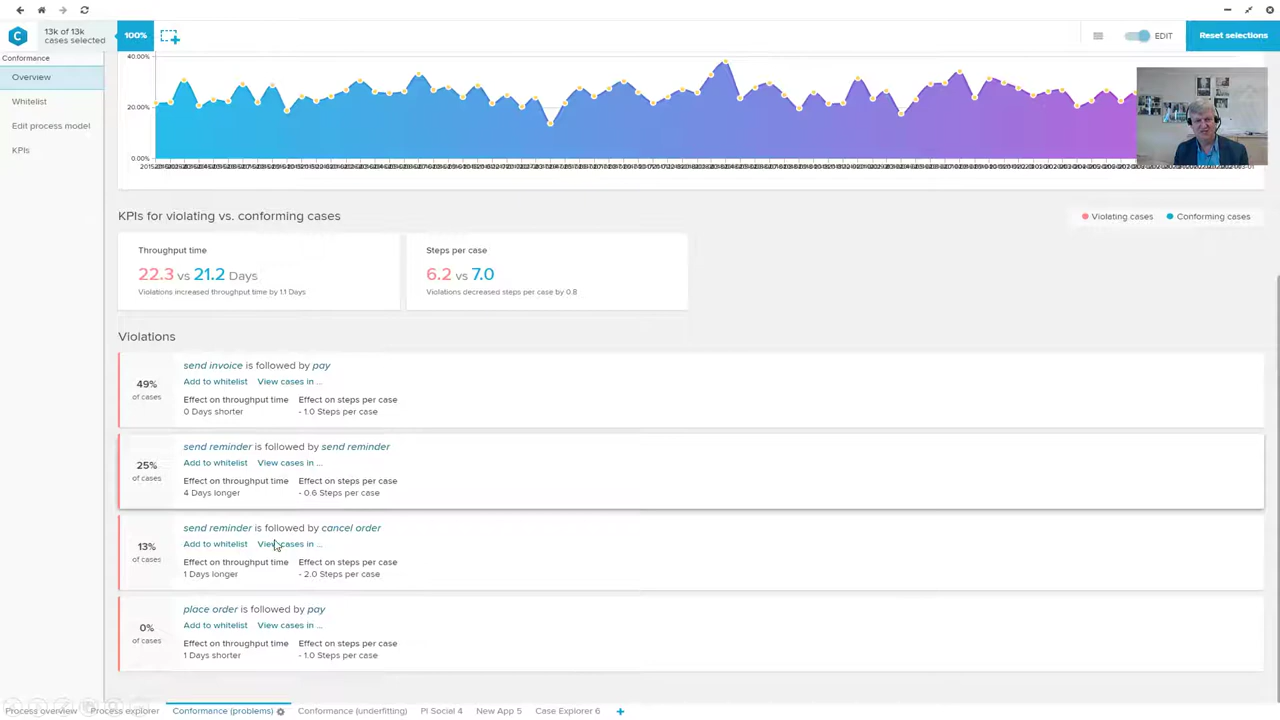 13k of 13k
cases selected
100%
EDIT
Reset selections
Conformance
Overview
Whitelist
Edit process model
KPIs
40.00%
20.00%
0.00%
KPIs for violating vs. conforming cases
Violating cases
Conforming cases
Throughput time
22.3 vs 21.2 Days
Violations increased throughput time by 1.1 Days
Steps per case
6.2 vs 7.0
Violations decreased steps per case by 0.8
Violations
49%
of cases
send invoice is followed by pay
Add to whitelist View cases in ...
Effect on throughput time Effect on steps per case
0 Days shorter - 1.0 Steps per case
25%
of cases
send reminder is followed by send reminder
Add to whitelist View cases in ...
Effect on throughput time Effect on steps per case
4 Days longer - 0.6 Steps per case
13%
of cases
send reminder is followed by cancel order
Add to whitelist View cases in ...
Effect on throughput time Effect on steps per case
1 Days longer - 2.0 Steps per case
0%
of cases
place order is followed by pay
Add to whitelist View cases in ...
Effect on throughput time Effect on steps per case
1 Days shorter - 1.0 Steps per case
Process overview
Process explorer
Conformance (problems)
Conformance (underfitting)
PI Social 4
New App 5
Case Explorer 6